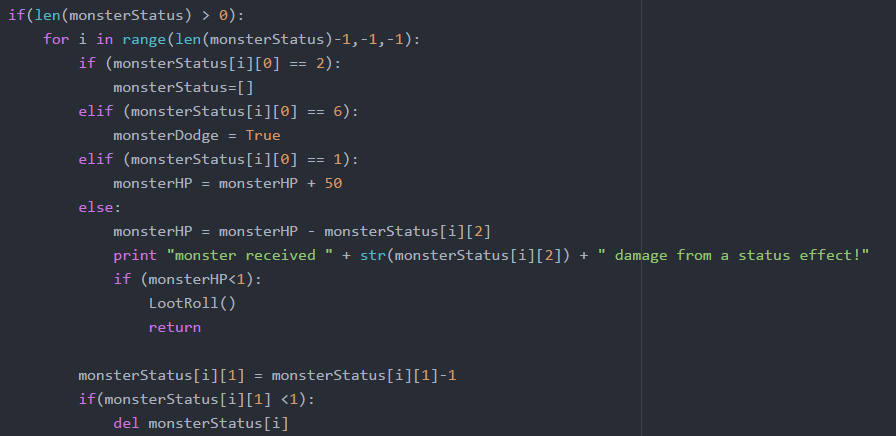 if(len(monsterStatus) > 0):
    for i in range(len(monsterStatus)-1,-1,-1):
        if (monsterStatus[i][0] == 2):
            monsterStatus=[]
        elif (monsterStatus[i][0] == 6):
            monsterDodge = True
        elif (monsterStatus[i][0] == 1):
            monsterHP = monsterHP + 50
        else:
            monsterHP = monsterHP - monsterStatus[i][2]
            print "monster received " + str(monsterStatus[i][2]) + " damage from a status effect!"
            if (monsterHP<1):
                LootRoll()
                return

        monsterStatus[i][1] = monsterStatus[i][1]-1
        if(monsterStatus[i][1] <1):
            del monsterStatus[i]